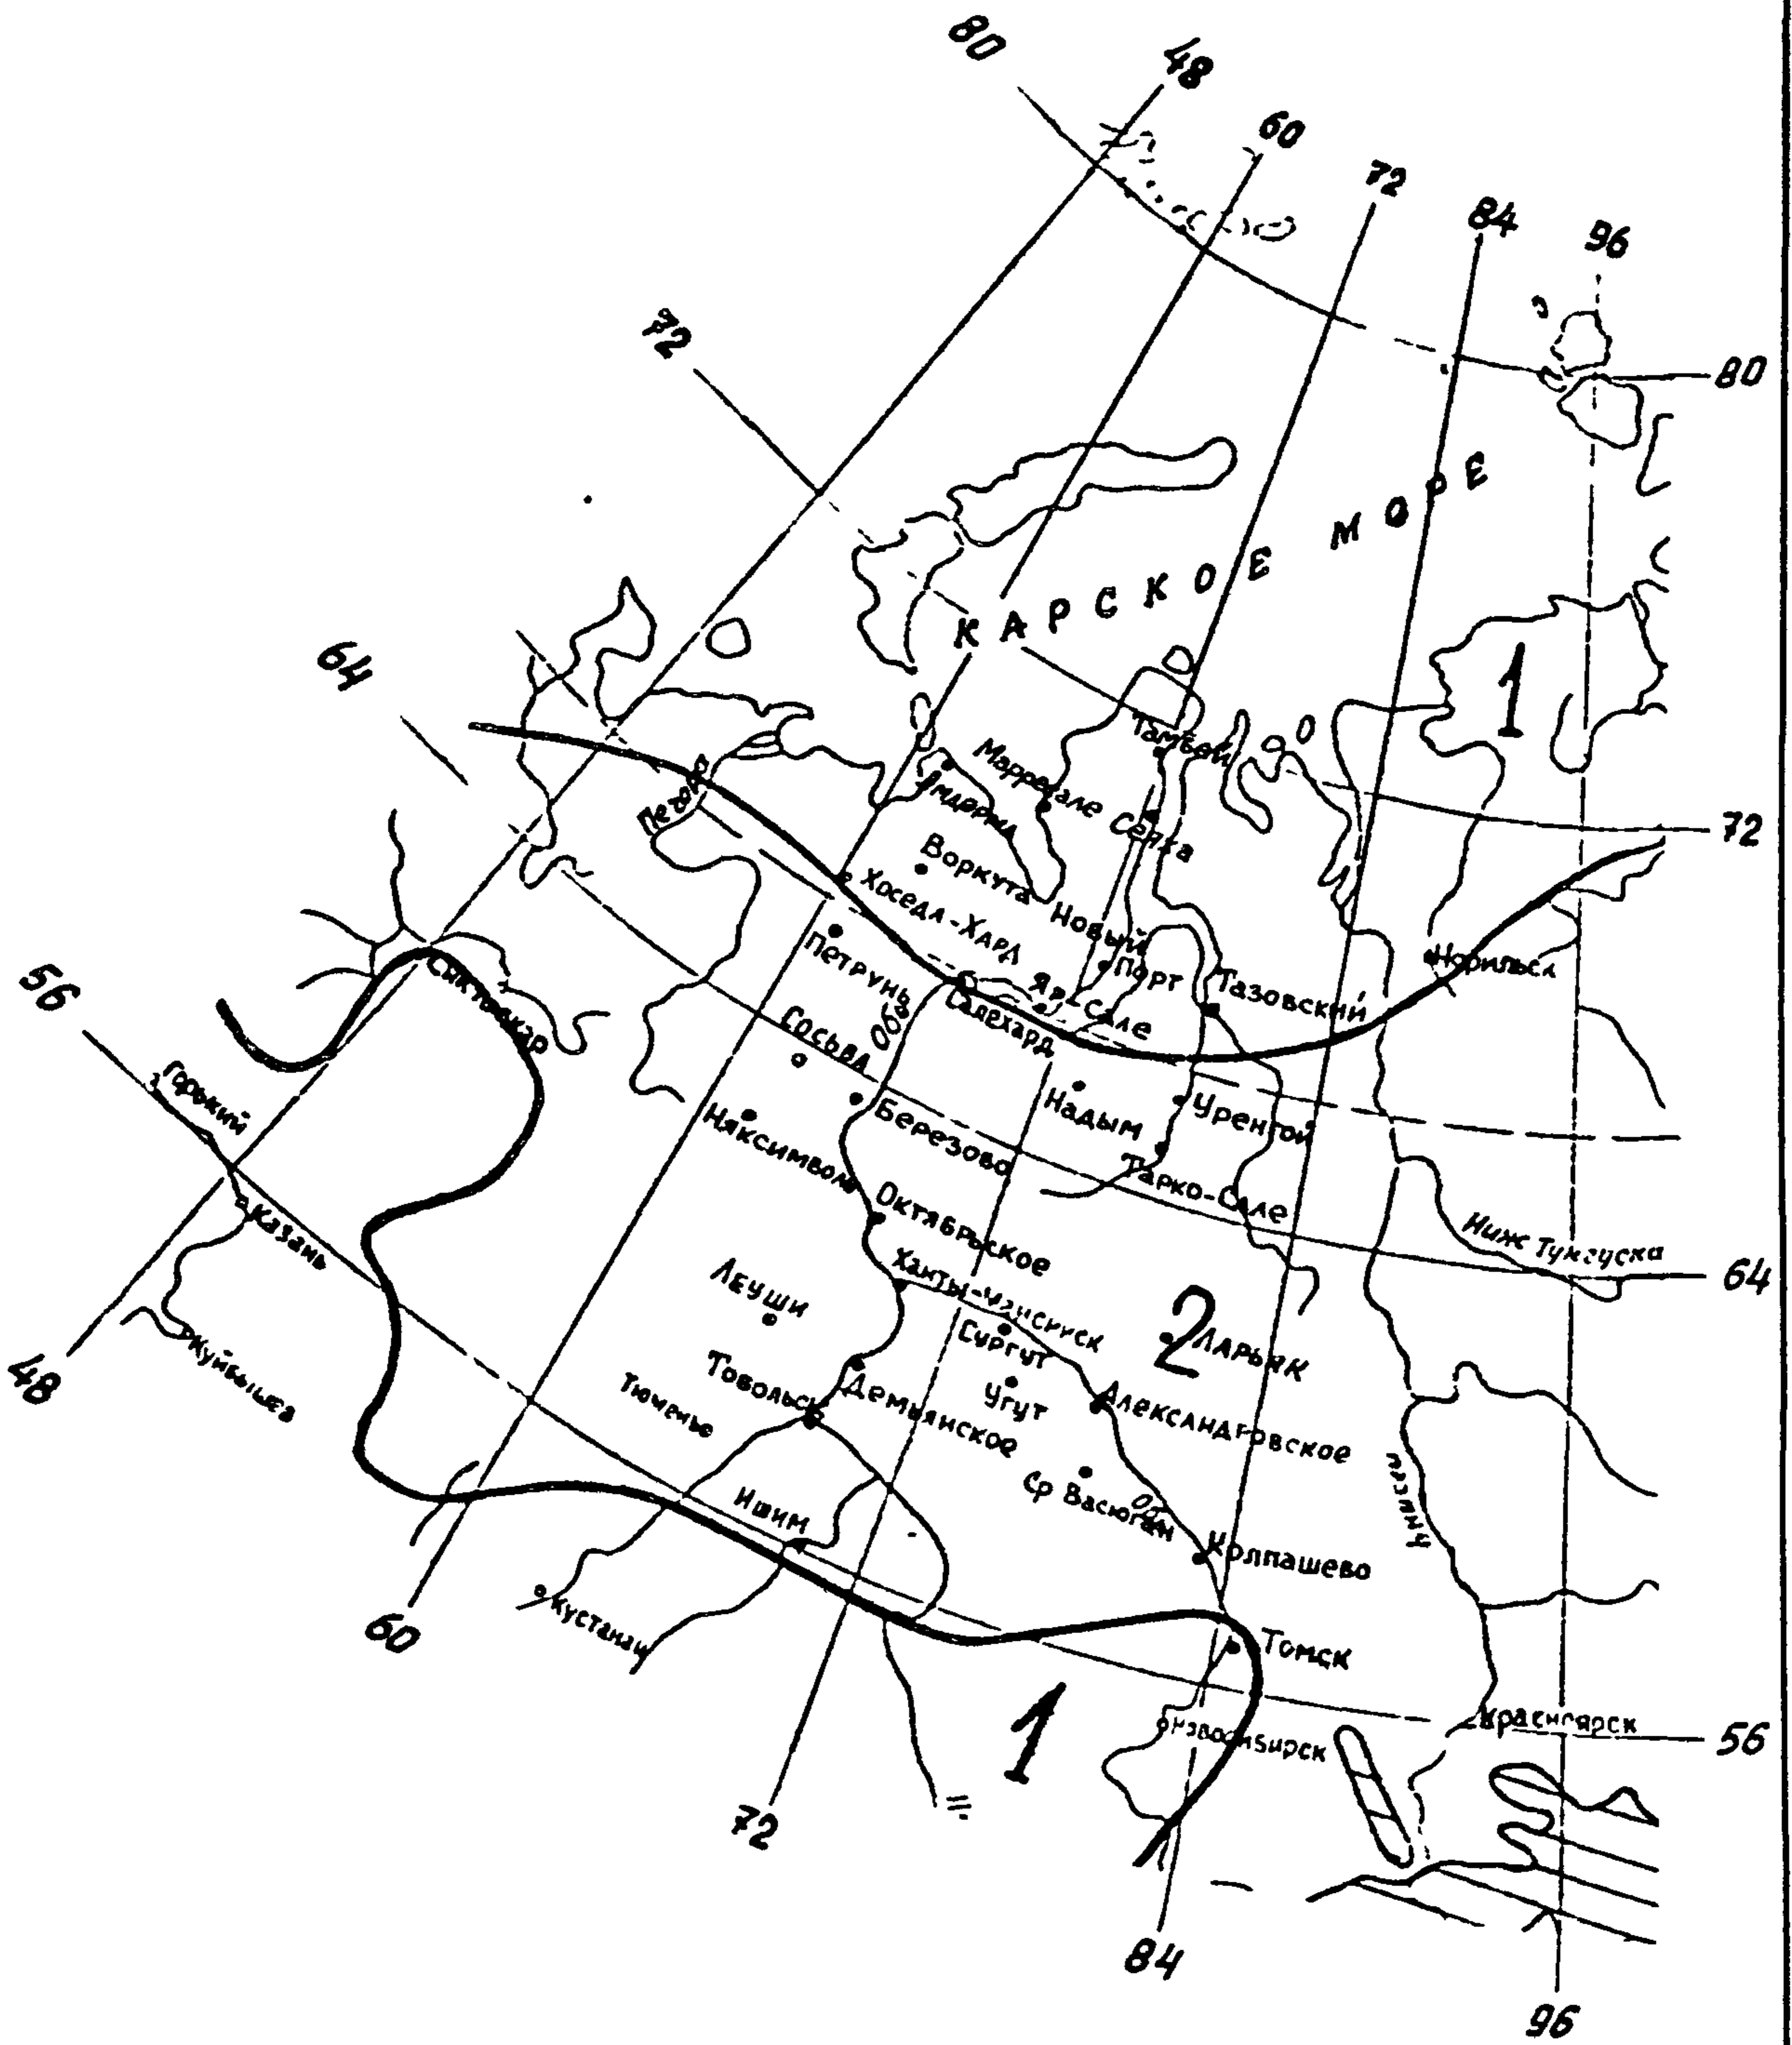 80
48
60
72
84
96
72
80
КАРСКОЕ МОРЕ
64
1
Тамбей
Марресале
Сеяха
Амдерма
72
Воркута
Хоседа-Хард
Новый
Порт
Норильск
Петрунь
Яр-Сале
Тазовский
56
Сыктывкар
Салехард
Обь
Сосьва
Горький
Надым
Уренгой
Няксимволь
Березово
Тарко-Сале
Казань
Октябрьское
Ниж Тунгуска
64
Леуши
Ханты-Мансийск
2
Сургут
Ларьяк
48
Тобольск
Демьянское
Угут
Александровское
Ср Васюган
Обь
Ишим
Колпашево
60
Кустанай
Томск
1
Новосибирск
Красноярск
56
72
84
96